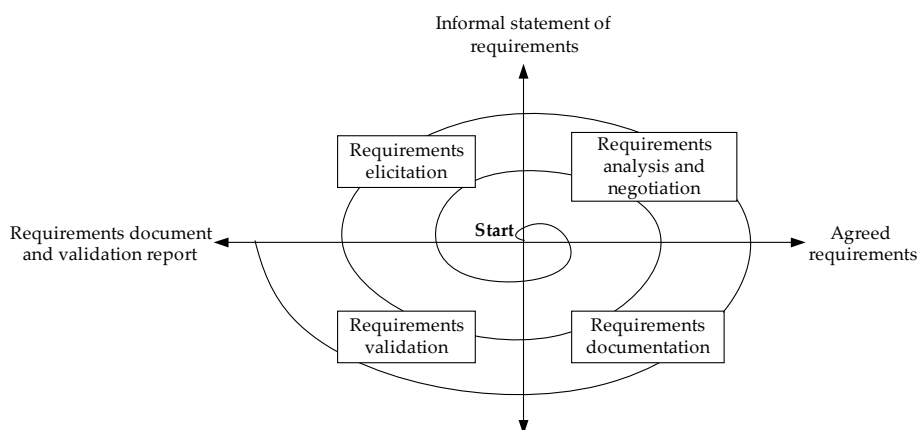 Informal statement of
requirements
Requirements
elicitation
Requirements
analysis and
negotiation
Start
Requirements document
and validation report
Agreed
requirements
Requirements
validation
Requirements
documentation